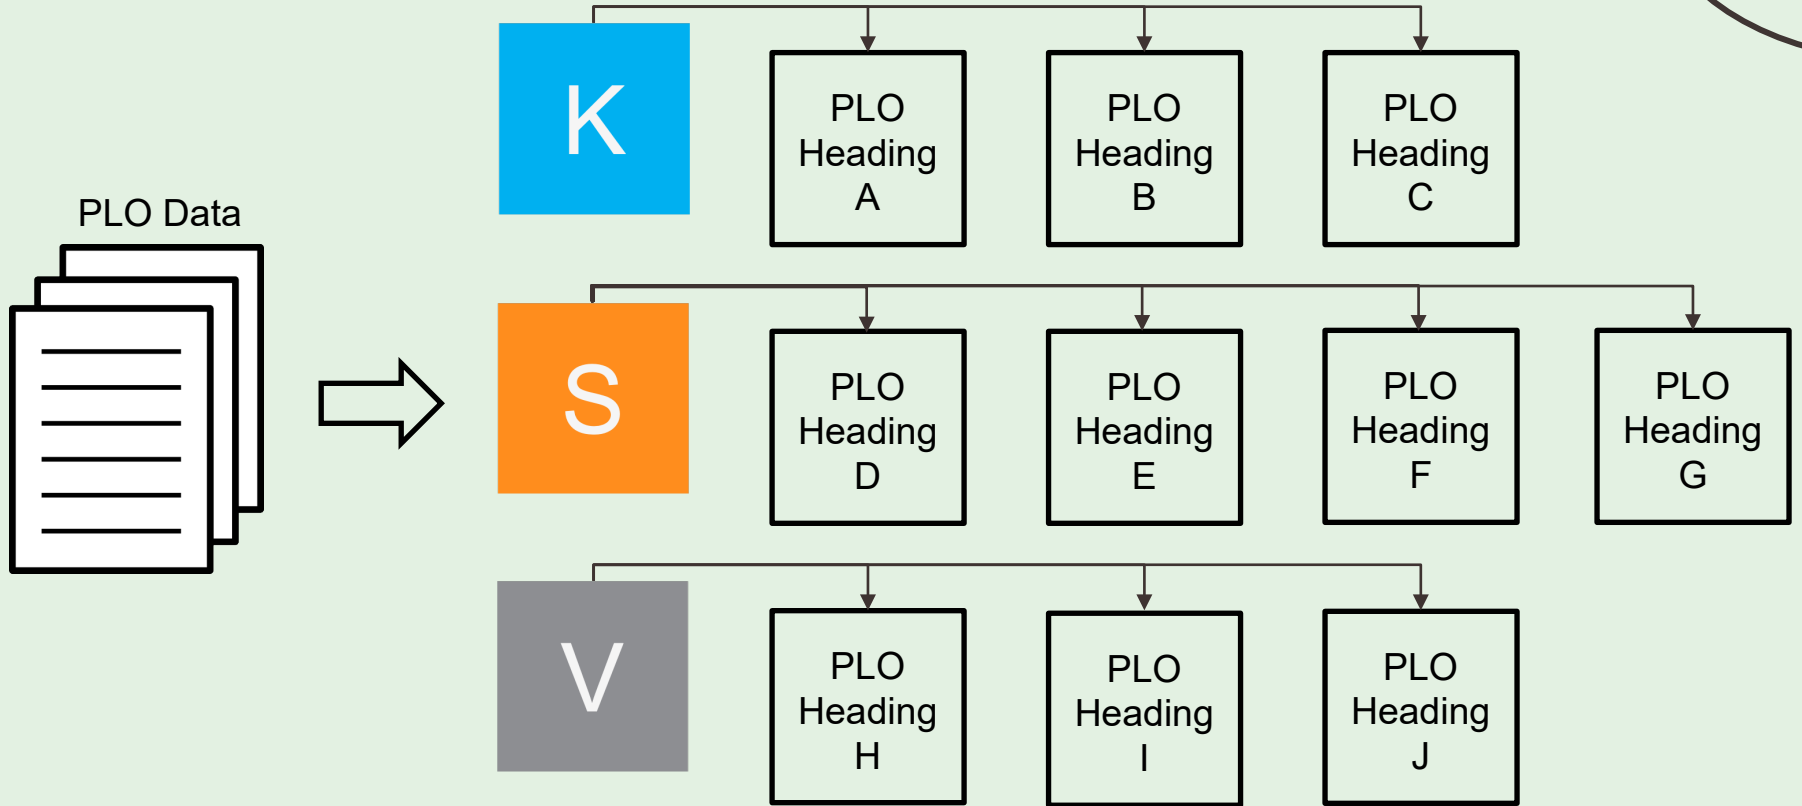 K
PLO
Heading
A
PLO
Heading
B
PLO
Heading
C
PLO Data
S
PLO
Heading
D
PLO
Heading
E
PLO
Heading
F
PLO
Heading
G
V
PLO
Heading
H
PLO
Heading
I
PLO
Heading
J